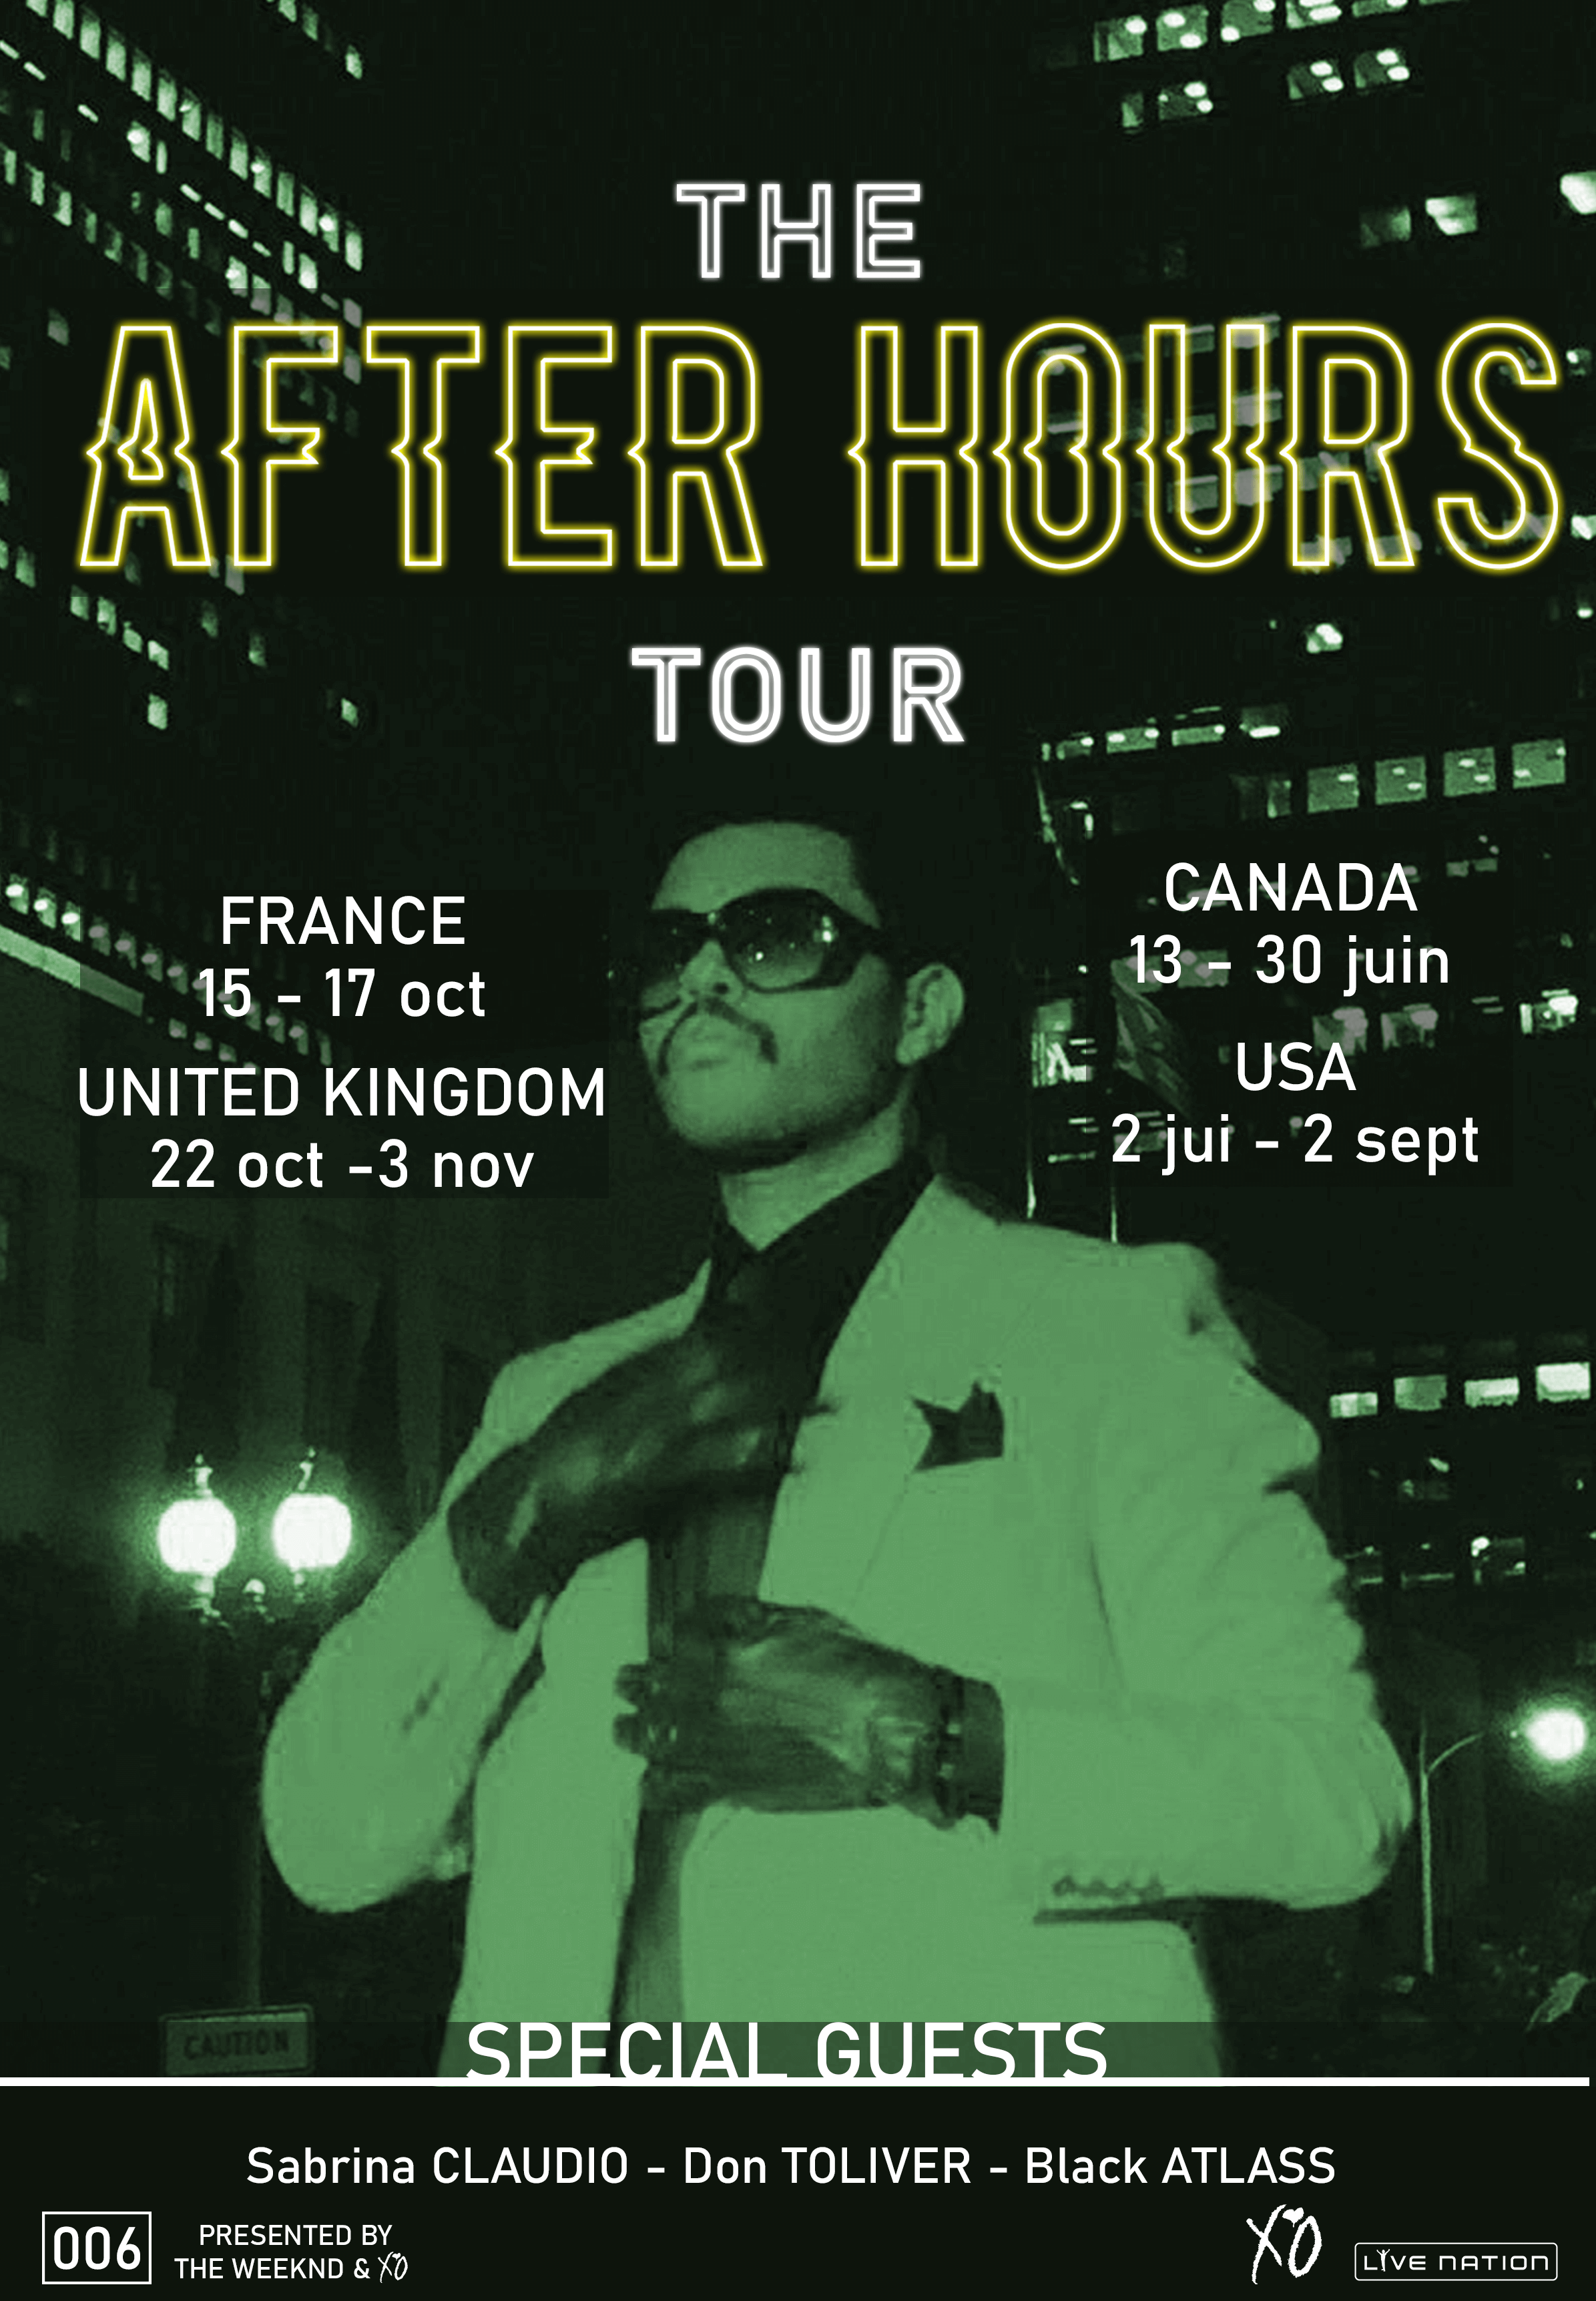 THE
AFTER HOURS
TOUR
FRANCE
15 - 17 oct
UNITED KINGDOM
22 oct -3 nov
CANADA
13 - 30 juin
USA
2 jui - 2 sept
CAUTION
SPECIAL GUESTS
Sabrina CLAUDIO - Don TOLIVER - Black ATLASS
006
PRESENTED BY
THE WEEKND & XO
XO
LIVE NATION